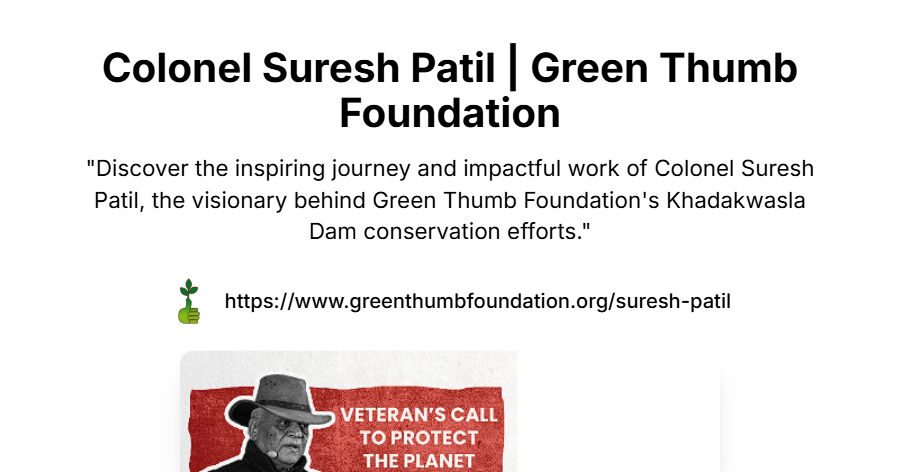 Colonel Suresh Patil | Green Thumb
Foundation
"Discover the inspiring journey and impactful work of Colonel Suresh
Patil, the visionary behind Green Thumb Foundation's Khadakwasla
Dam conservation efforts."
https://www.greenthumbfoundation.org/suresh-patil
VETERAN'S CALL
TO PROTECT
THE PLANET